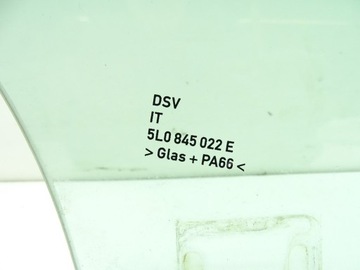 DSV
IT
5L0 845 022 E
> Glas + PA66 <